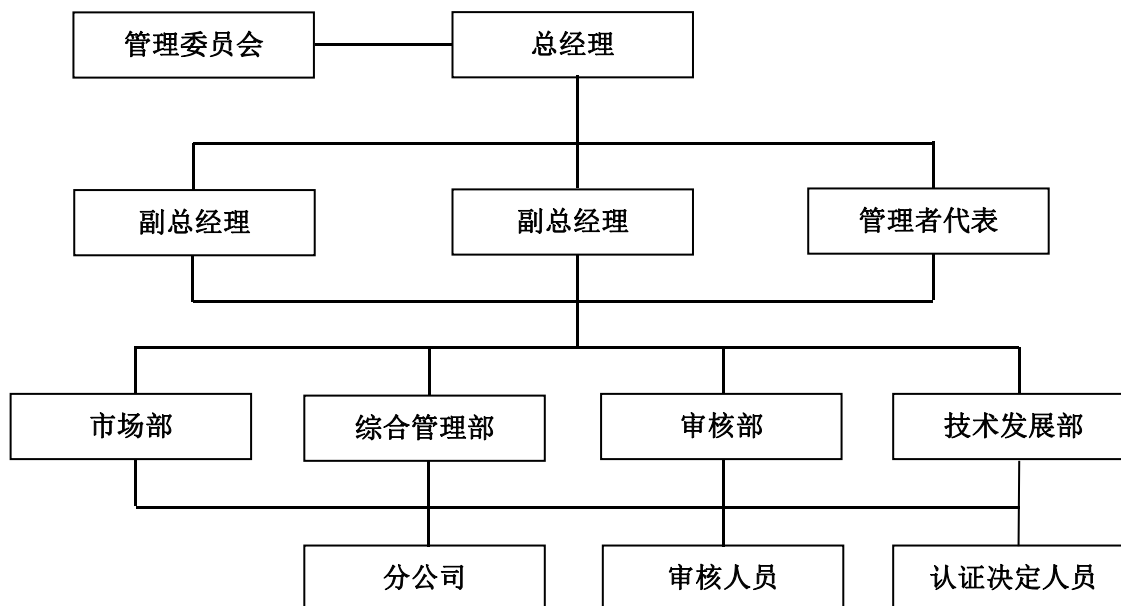 管理委员会
总经理
副总经理
副总经理
管理者代表
市场部
综合管理部
审核部
技术发展部
分公司
审核人员
认证决定人员